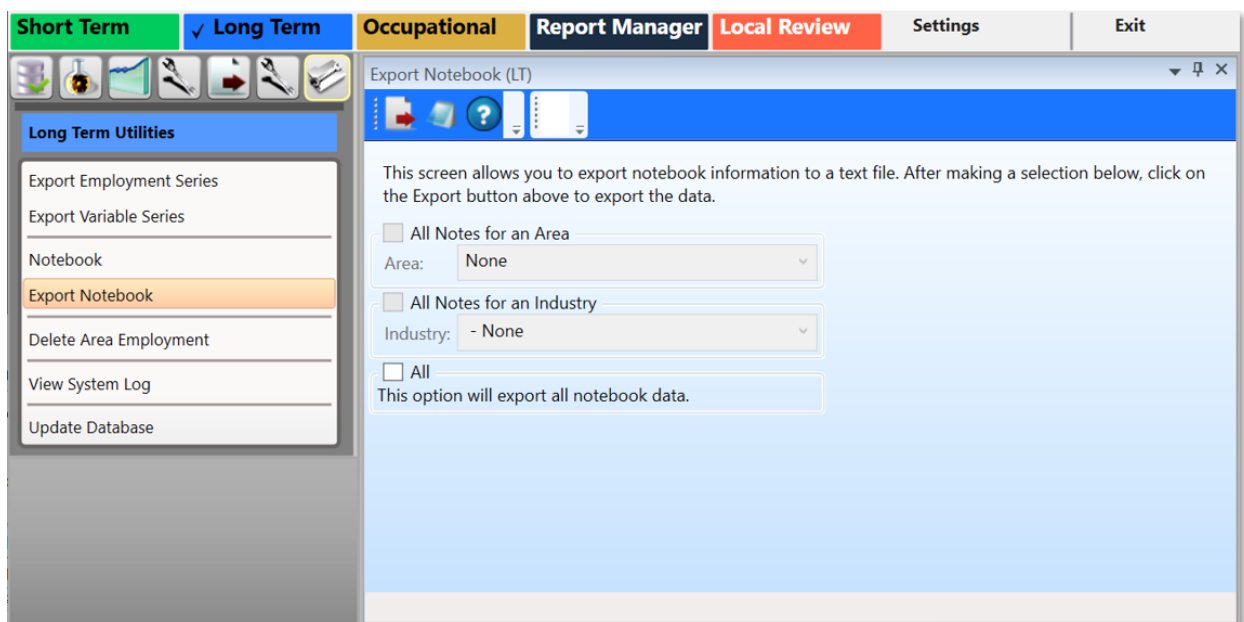 Short Term ✓ Long Term Occupational Report Manager Local Review Settings Exit
Export Notebook (LT)
Long Term Utilities
Export Employment Series
Export Variable Series
Notebook
Export Notebook
Delete Area Employment
View System Log
Update Database
This screen allows you to export notebook information to a text file. After making a selection below, click on
the Export button above to export the data.
All Notes for an Area
Area: None
All Notes for an Industry
Industry: - None
All
This option will export all notebook data.